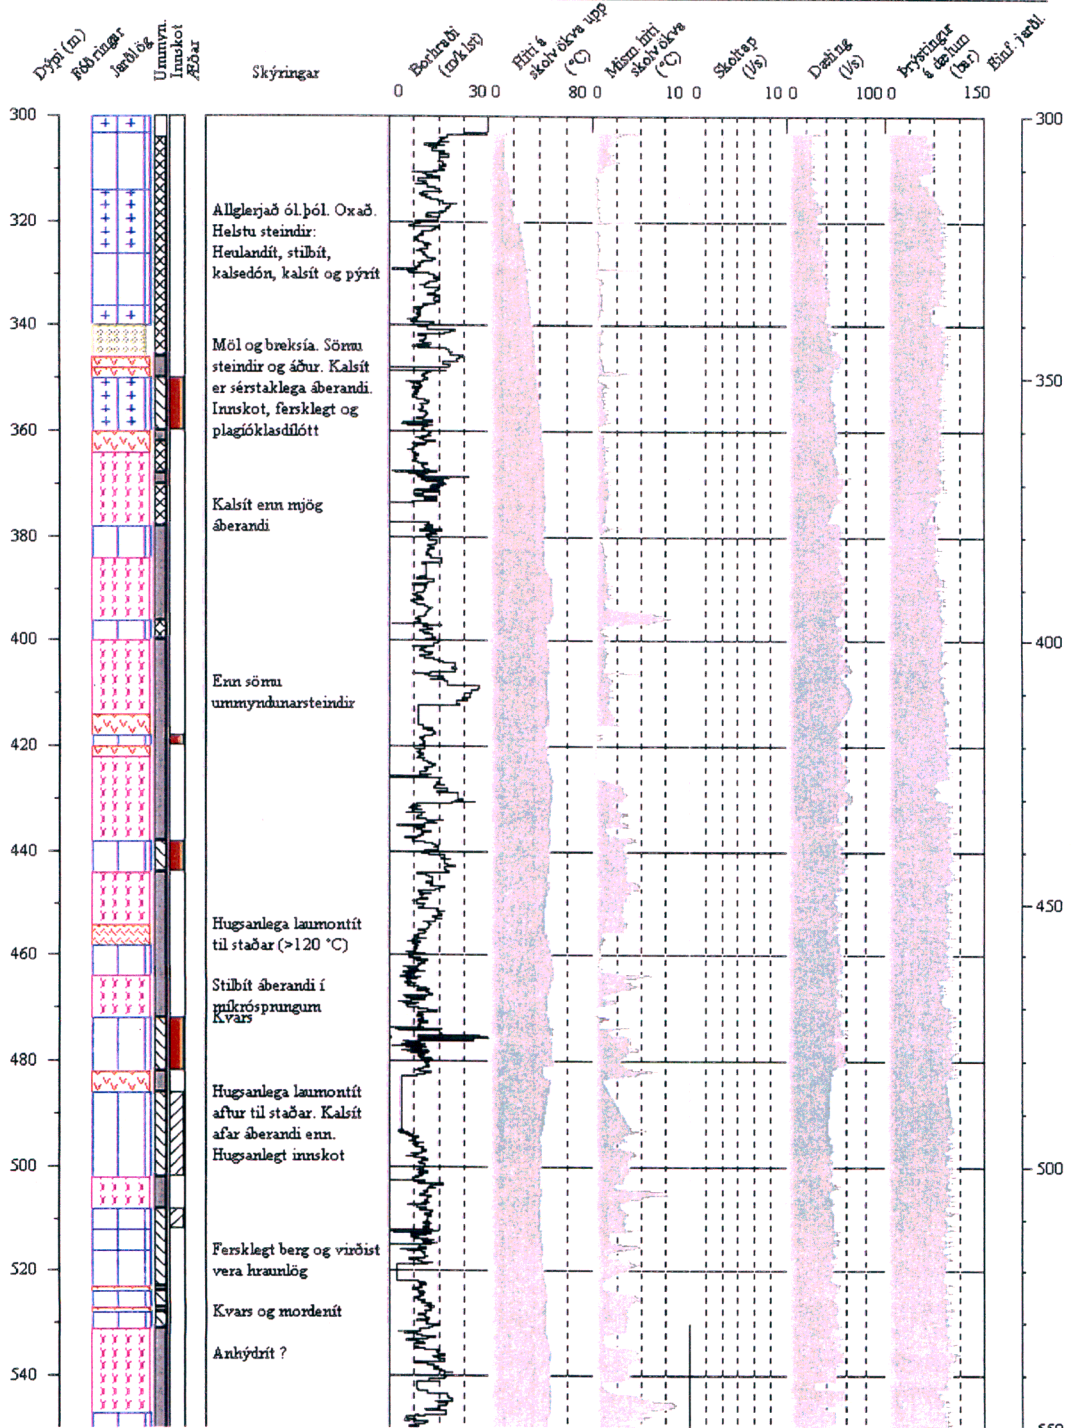 Dýpi (m)
Fóðringar
Jarðlög
Ummyn.
Innskot
Æðar
Skýringar
Borhraði
(m/klst)
Hiti á
skolvökva upp
(°C)
Mism. hiti
skolvökva
(°C)
Skoltap
(l/s)
Dæling
(l/s)
Þrýstingur
á dælum
(bar)
Einf. jarðl.
0 30 0 80 0 10 0 10 0 100 0 150
300
320
340
360
380
400
420
440
460
480
500
520
540
Allglerjað ól.þól. Oxað.
Helstu steindir:
Heulandít, stilbít,
kalsedón, kalsít og pýrít
Möl og breksía. Sömu
steindir og áður. Kalsít
er sérstaklega áberandi.
Innskot, fersklegt og
plagíóklasdílótt
Kalsít enn mjög
áberandi
Enn sömu
ummyndunarsteindir
Hugsanlega laumontít
til staðar (>120 °C)
Stilbít áberandi í
míkrósprungum
Kvars
Hugsanlega laumontít
aftur til staðar. Kalsít
afar áberandi enn.
Hugsanlegt innskot
Fersklegt berg og virðist
vera hraunlög
Kvars og mordenít
Anhýdrít ?
300
350
400
450
500
550